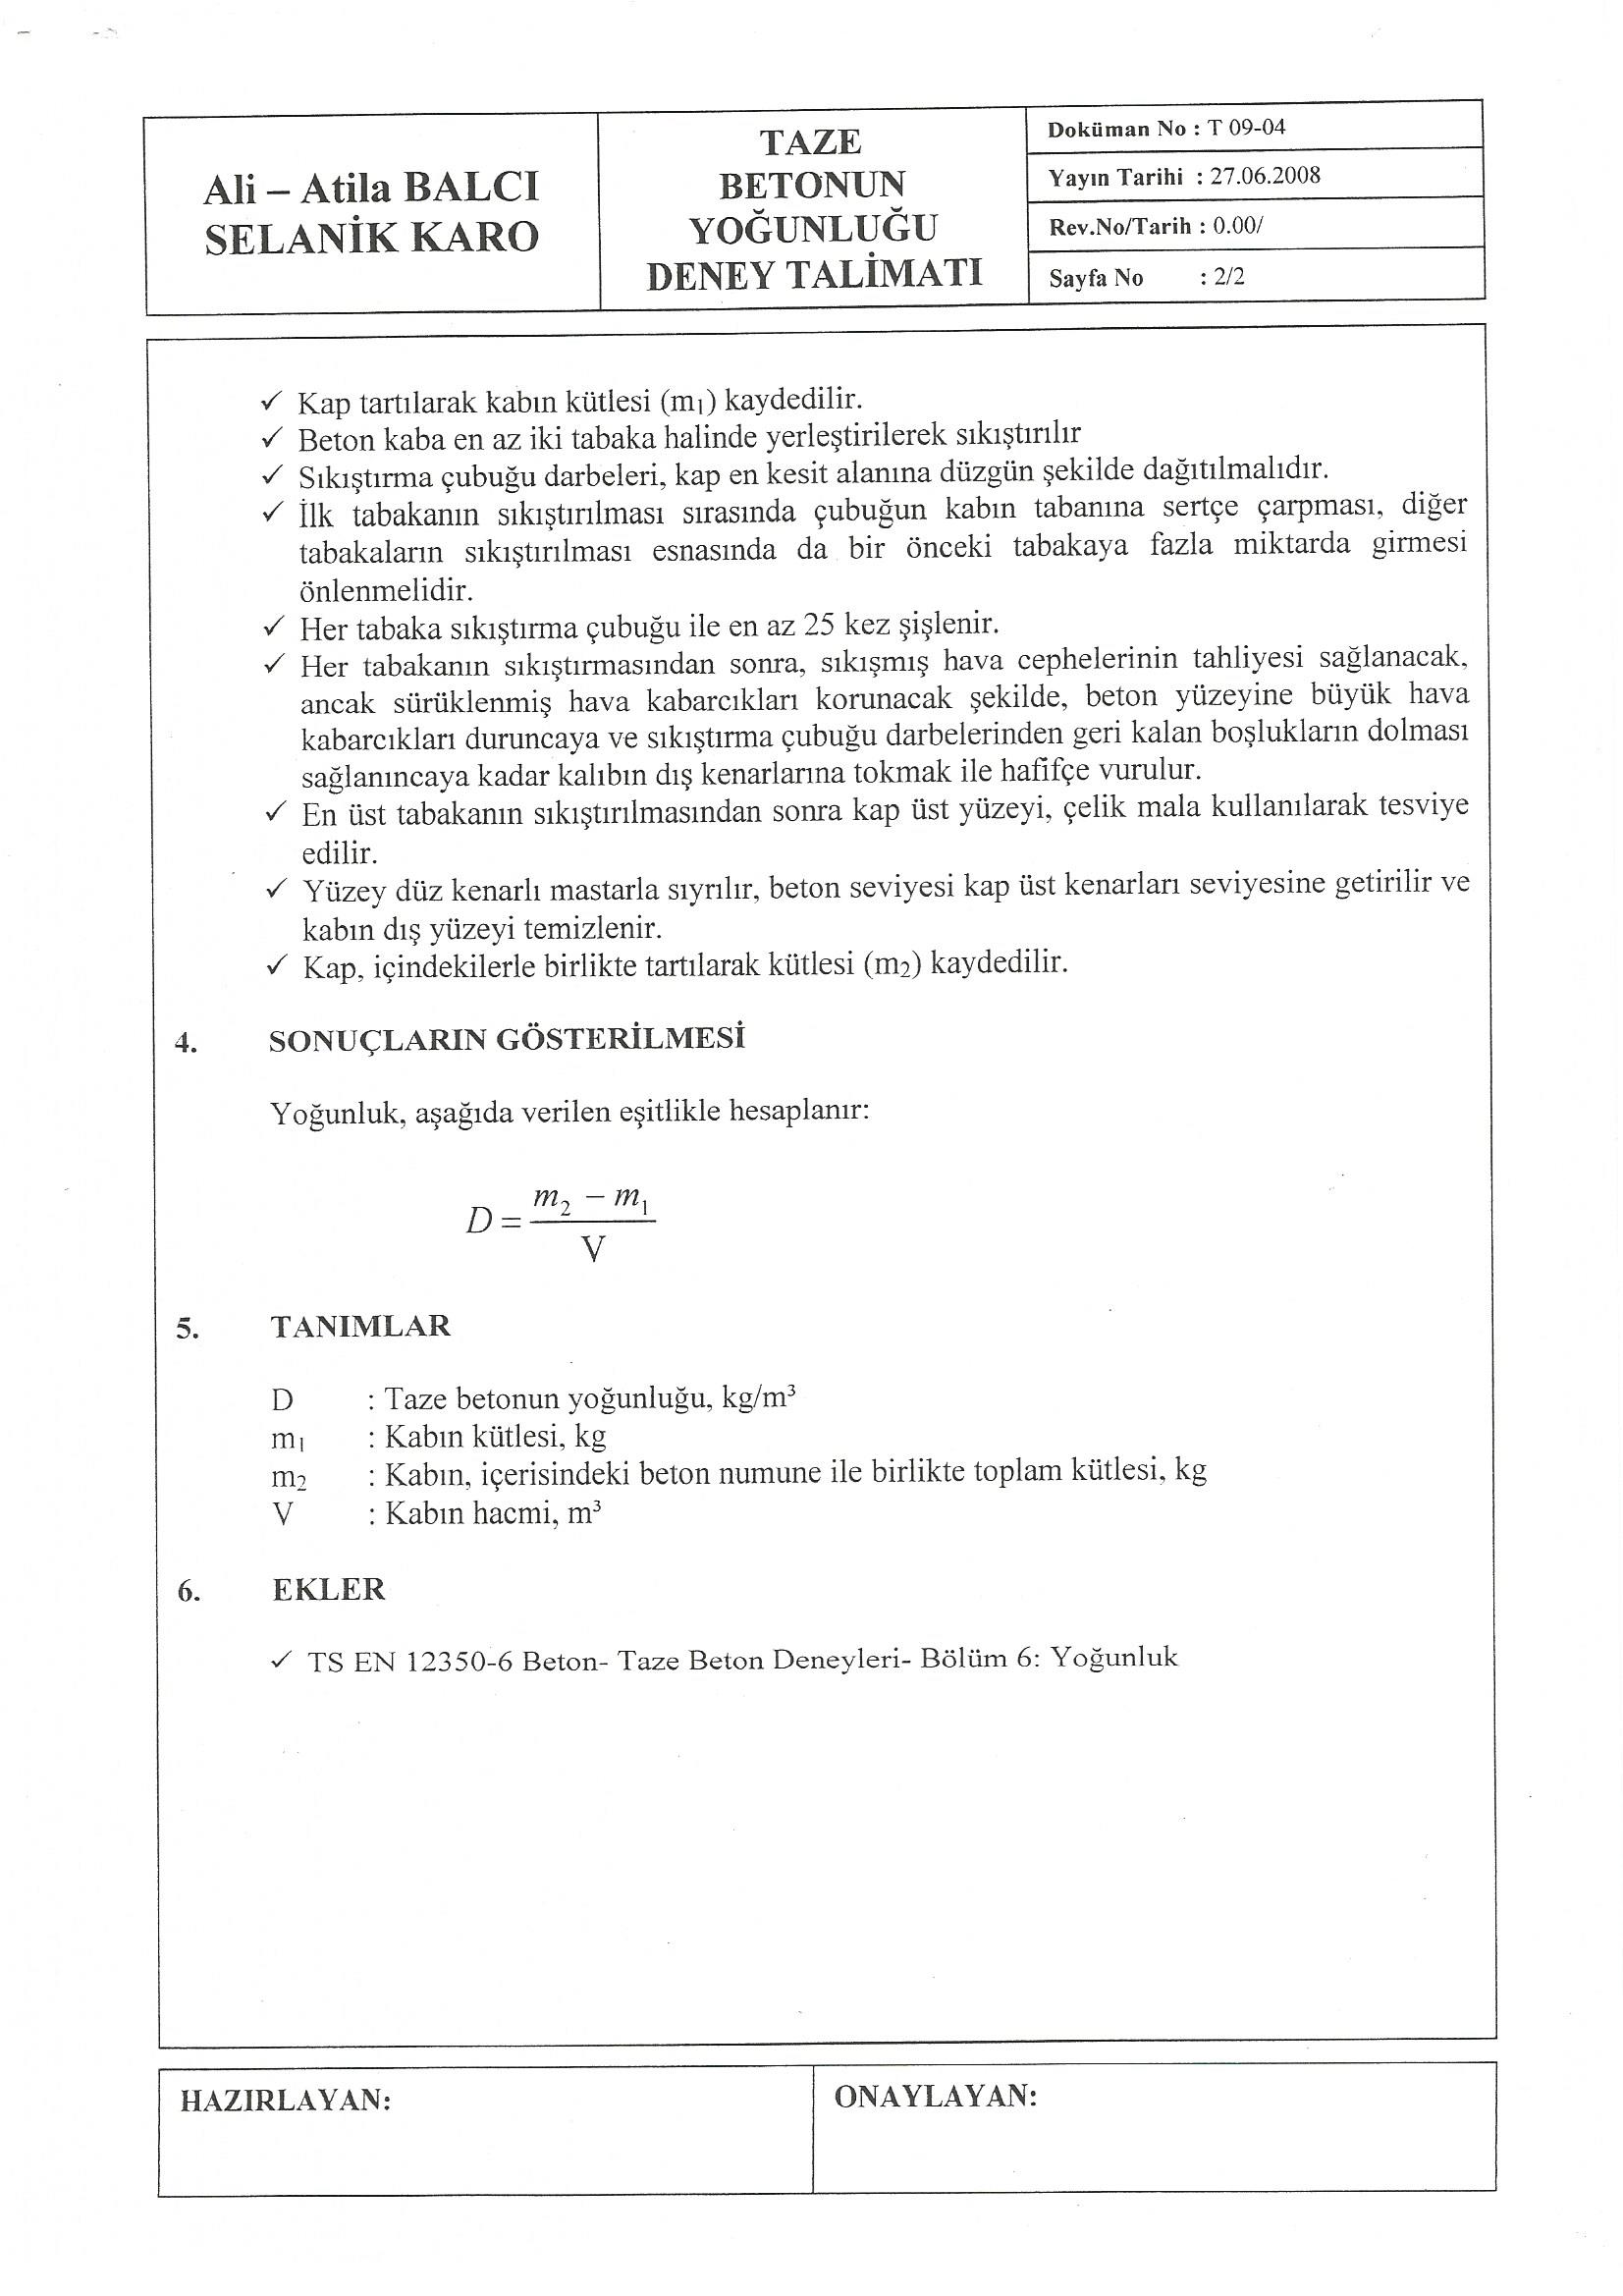 Ali – Atila BALCI
SELANİK KARO
TAZE
BETONUN
YOĞUNLUĞU
DENEY TALİMATI
Doküman No : T 09-04
Yayın Tarihi : 27.06.2008
Rev.No/Tarih : 0.00/
Sayfa No : 2/2
✓ Kap tartılarak kabın kütlesi (m₁) kaydedilir.
✓ Beton kaba en az iki tabaka halinde yerleştirilerek sıkıştırılır
✓ Sıkıştırma çubuğu darbeleri, kap en kesit alanına düzgün şekilde dağıtılmalıdır.
✓ İlk tabakanın sıkıştırılması sırasında çubuğun kabın tabanına sertçe çarpması, diğer
tabakaların sıkıştırılması esnasında da bir önceki tabakaya fazla miktarda girmesi
önlenmelidir.
✓ Her tabaka sıkıştırma çubuğu ile en az 25 kez şişlenir.
✓ Her tabakanın sıkıştırmasından sonra, sıkışmış hava cephelerinin tahliyesi sağlanacak,
ancak sürüklenmiş hava kabarcıkları korunacak şekilde, beton yüzeyine büyük hava
kabarcıkları duruncaya ve sıkıştırma çubuğu darbelerinden geri kalan boşlukların dolması
sağlanıncaya kadar kalıbın dış kenarlarına tokmak ile hafifçe vurulur.
✓ En üst tabakanın sıkıştırılmasından sonra kap üst yüzeyi, çelik mala kullanılarak tesviye
edilir.
✓ Yüzey düz kenarlı mastarla sıyrılır, beton seviyesi kap üst kenarları seviyesine getirilir ve
kabın dış yüzeyi temizlenir.
✓ Kap, içindekilerle birlikte tartılarak kütlesi (m₂) kaydedilir.
4. SONUÇLARIN GÖSTERİLMESİ
Yoğunluk, aşağıda verilen eşitlikle hesaplanır:
m₂ − m₁
D =
V
5. TANIMLAR
D : Taze betonun yoğunluğu, kg/m³
m₁ : Kabın kütlesi, kg
m₂ : Kabın, içerisindeki beton numune ile birlikte toplam kütlesi, kg
V : Kabın hacmi, m³
6. EKLER
✓ TS EN 12350-6 Beton- Taze Beton Deneyleri- Bölüm 6: Yoğunluk
HAZIRLAYAN:
ONAYLAYAN: